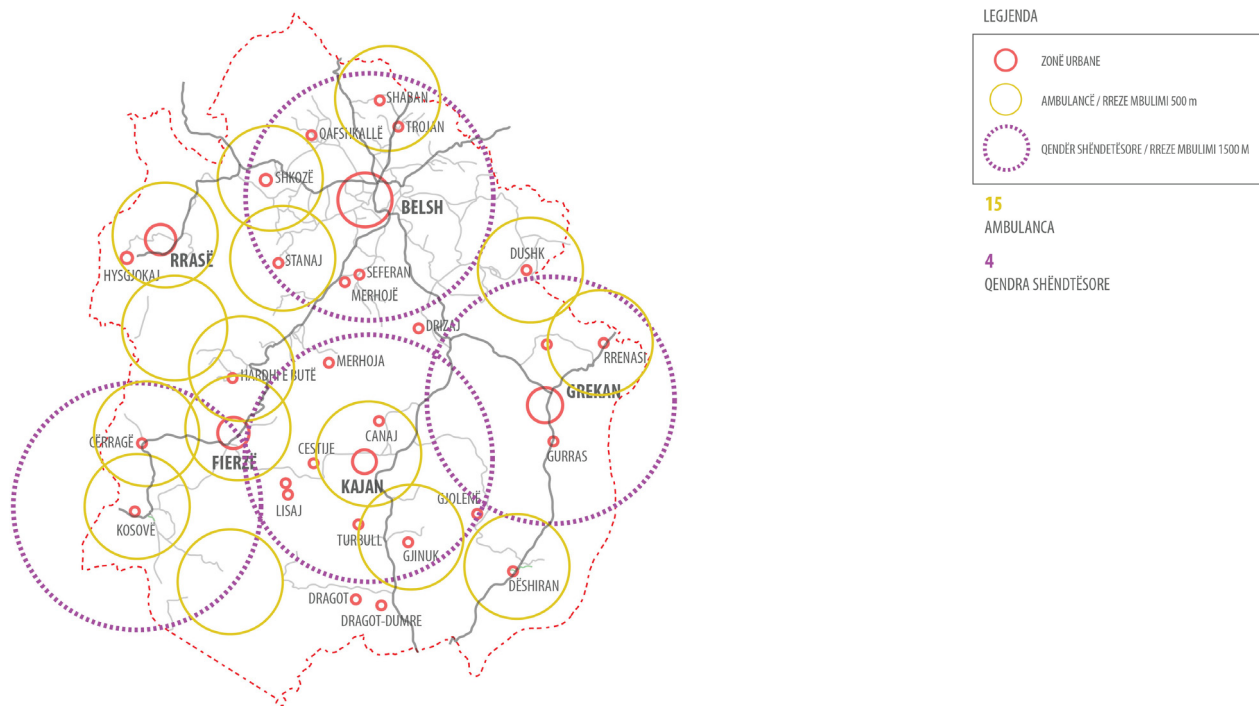 LEGJENDA
ZONË URBANE
AMBULANCË / RREZE MBULIMI 500 m
QENDËR SHËNDETËSORE / RREZE MBULIMI 1500 M
15
AMBULANCA
4
QENDRA SHËNDTËSORE
SHABAN
TROJAN
QAFSHKALLË
SHKOZË
BELSH
RRASË
HYSGJOKAJ
STANAJ
SEFERAN
MERHOJË
DUSHK
DRIZAJ
RRENASI
MERHOJA
HARDHI E BUTË
GREKAN
CANAJ
CËRRAGË
FIERZË
CESTIJE
KAJAN
GURRAS
LISAJ
GJOLENË
KOSOVË
TURBULL
GJINUK
DËSHIRAN
DRAGOT
DRAGOT-DUMRE